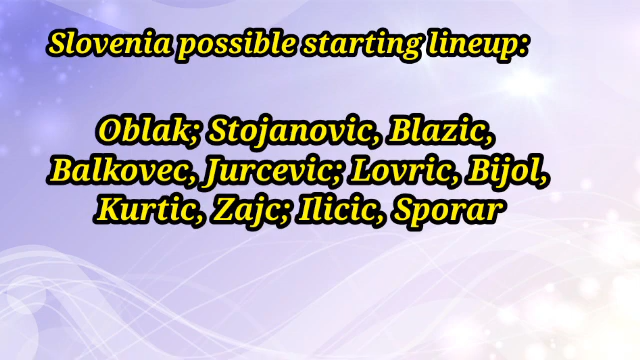 Slovenia possible starting lineup:
Oblak; Stojanovic, Blazic,
Balkovec, Jurcevic; Lovric, Bijol,
Kurtic, Zajc; Ilicic, Sporar